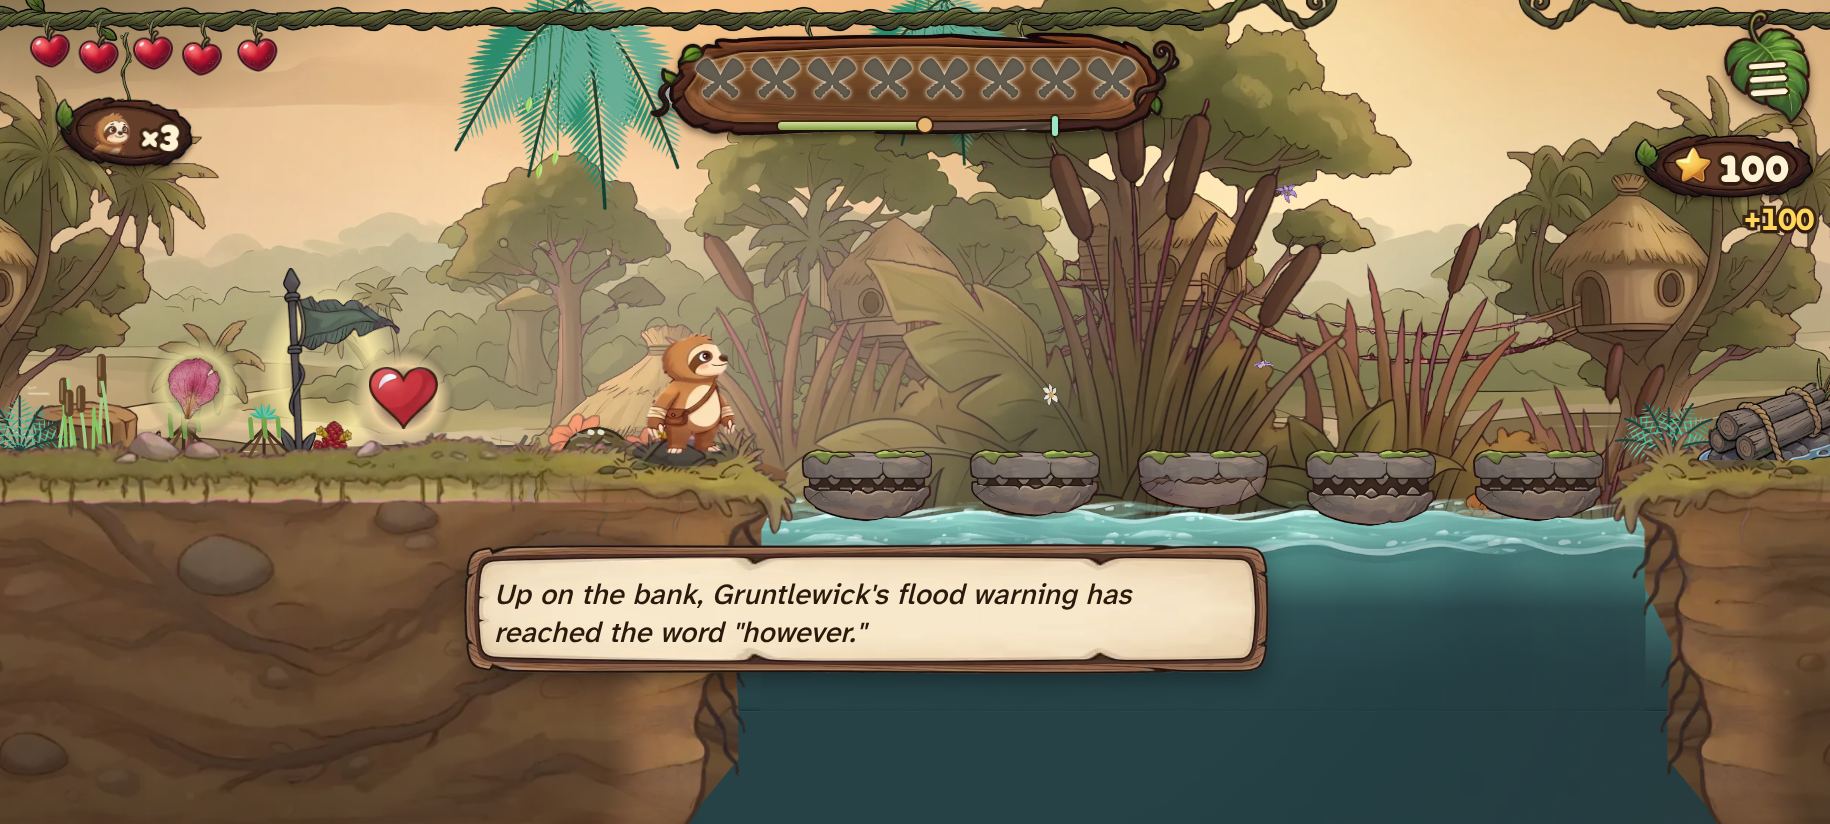 ×3
100
+100
Up on the bank, Gruntlewick's flood warning has
reached the word "however."